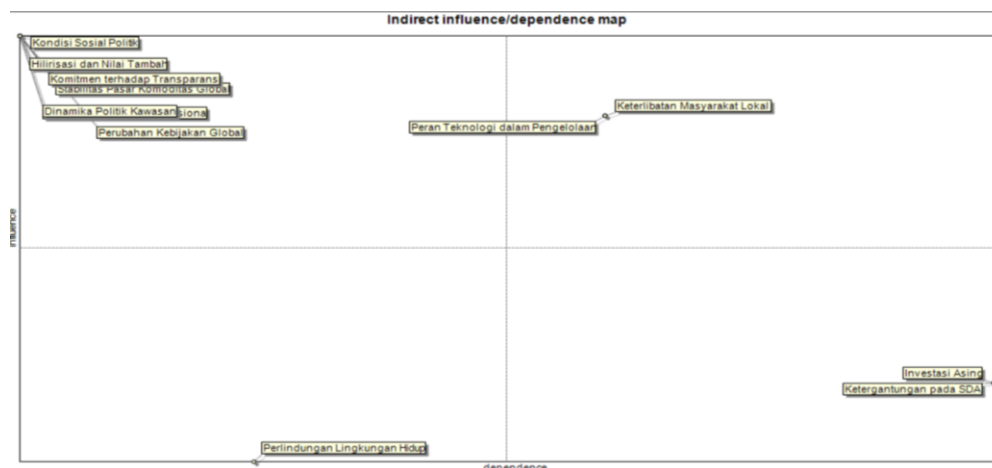 Indirect influence/dependence map
Kondisi Sosial Politik
Hilirisasi dan Nilai Tambah
Komitmen terhadap Transparans
Stabilitas Pasar Komoditas Global
Dinamika Politik Kawasan
siona
Perubahan Kebijakan Global
Keterlibatan Masyarakat Lokal
Peran Teknologi dalam Pengelolaan
influence
Investasi Asing
Ketergantungan pada SDA
Perlindungan Lingkungan Hidup
dependence